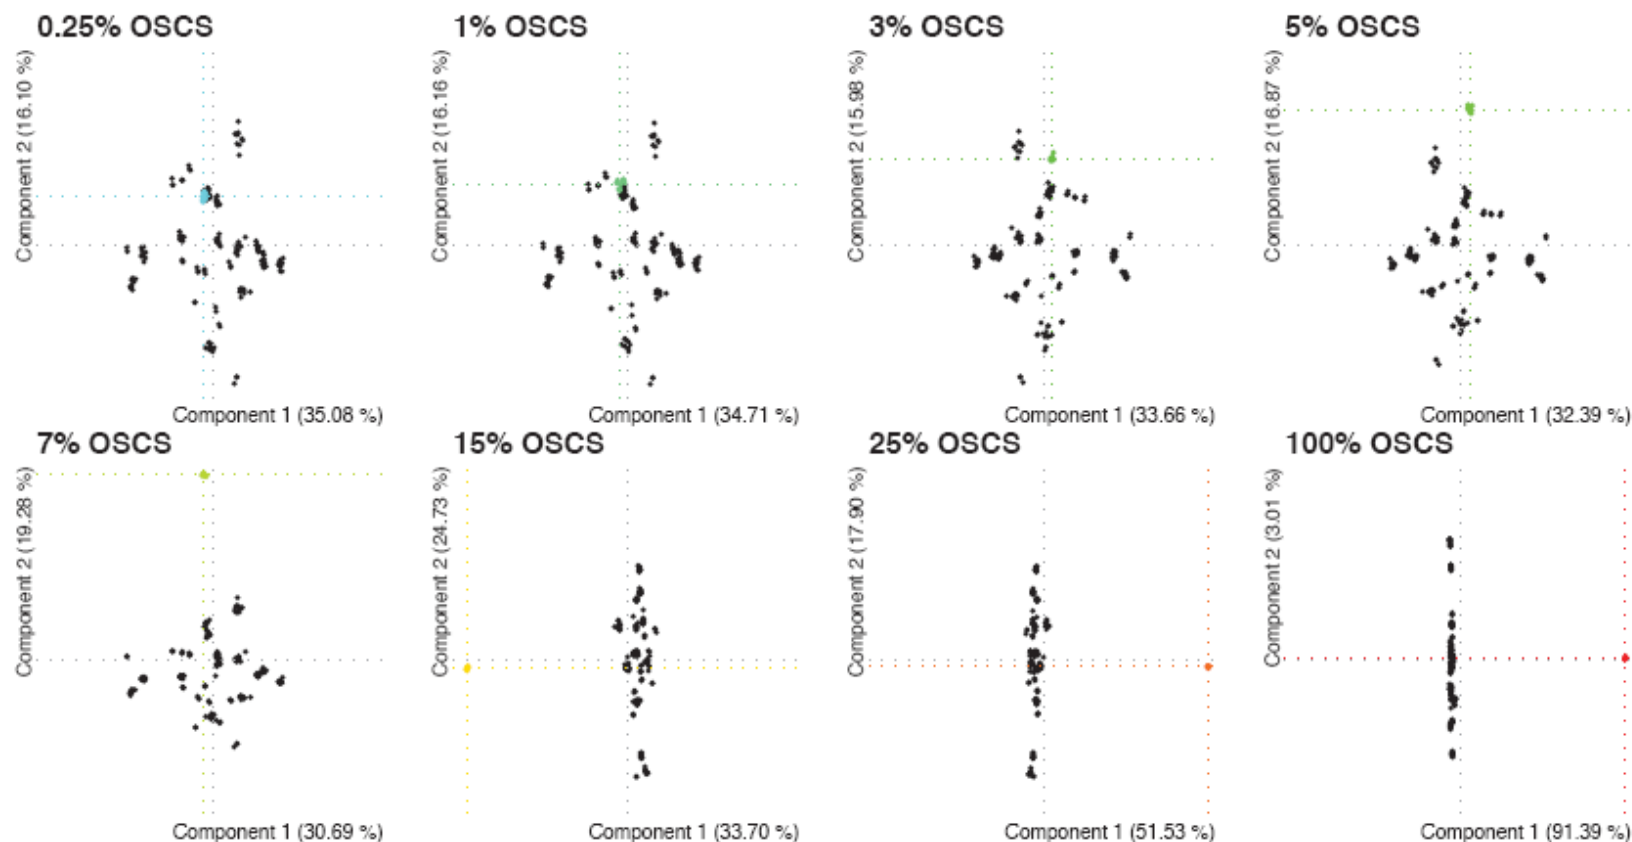 0.25% OSCS
Component 2 (16.10 %)
Component 1 (35.08 %)
1% OSCS
Component 2 (16.16 %)
Component 1 (34.71 %)
3% OSCS
Component 2 (15.98 %)
Component 1 (33.66 %)
5% OSCS
Component 2 (16.87 %)
Component 1 (32.39 %)
7% OSCS
Component 2 (19.28 %)
Component 1 (30.69 %)
15% OSCS
Component 2 (24.73 %)
Component 1 (33.70 %)
25% OSCS
Component 2 (17.90 %)
Component 1 (51.53 %)
100% OSCS
Component 2 (3.01 %)
Component 1 (91.39 %)